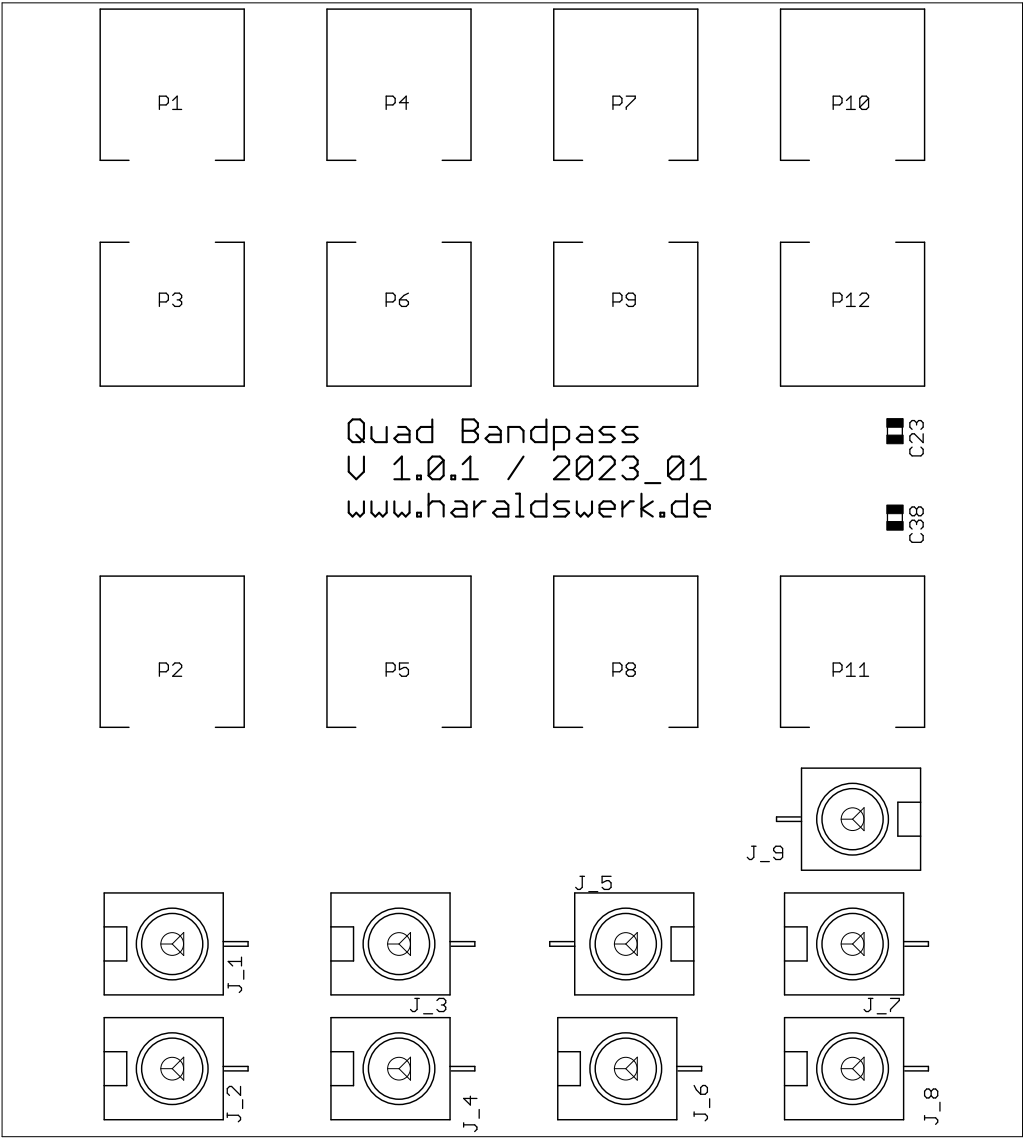 P1
P4
P7
P10
P3
P6
P9
P12
Quad Bandpass
V 1.0.1 / 2023_01
www.haraldswerk.de
C23
C38
P2
P5
P8
P11
J_9
J_5
J_1
J_3
J_7
J_2
J_4
J_6
J_8